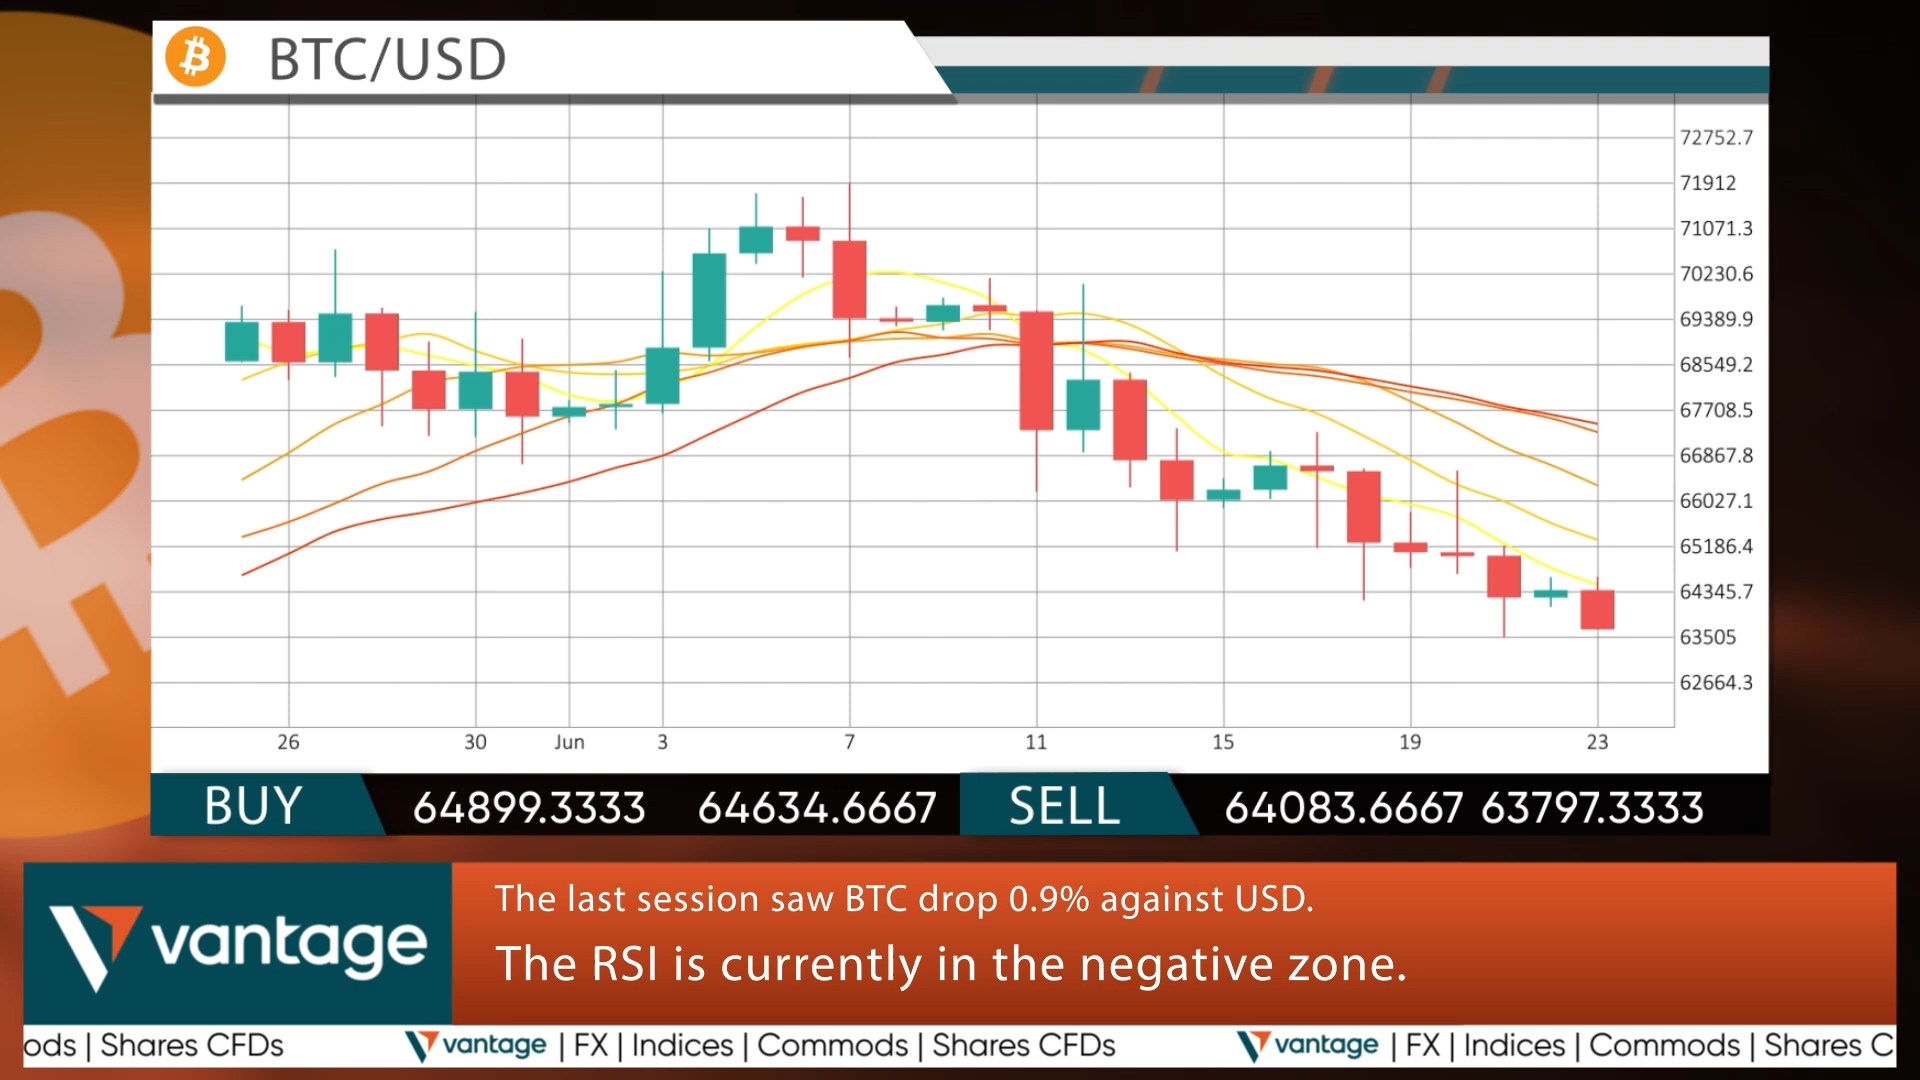 BTC/USD
72752.7
71912
71071.3
70230.6
69389.9
68549.2
67708.5
66867.8
66027.1
65186.4
64345.7
63505
62664.3
26 30 Jun 3 7 11 15 19 23
BUY 64899.3333 64634.6667 SELL 64083.6667 63797.3333
vantage
The last session saw BTC drop 0.9% against USD.
The RSI is currently in the negative zone.
ods | Shares CFDs vantage | FX | Indices | Commods | Shares CFDs vantage | FX | Indices | Commods | Shares C